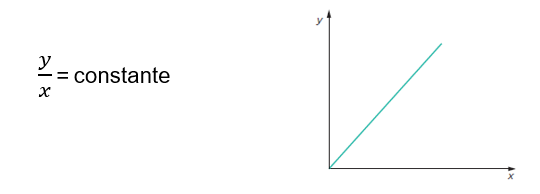 y
y/x = constante
x